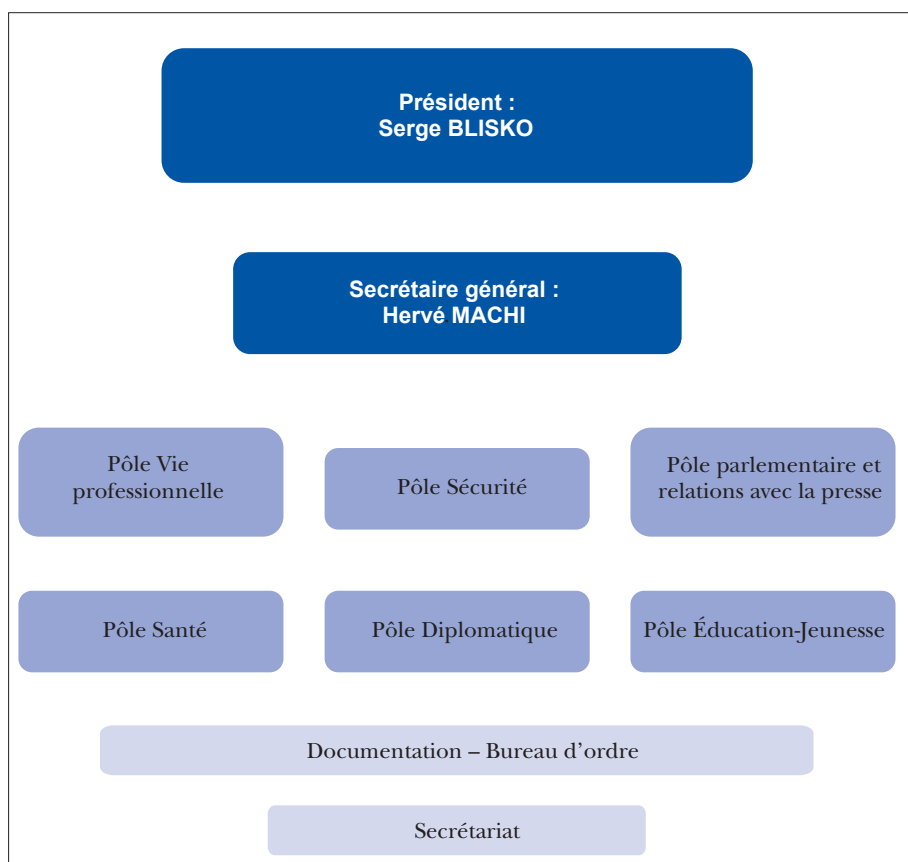 Président :
Serge BLISKO
Secrétaire général :
Hervé MACHI
Pôle Vie
professionnelle
Pôle Sécurité
Pôle parlementaire et
relations avec la presse
Pôle Santé
Pôle Diplomatique
Pôle Éducation-Jeunesse
Documentation – Bureau d’ordre
Secrétariat